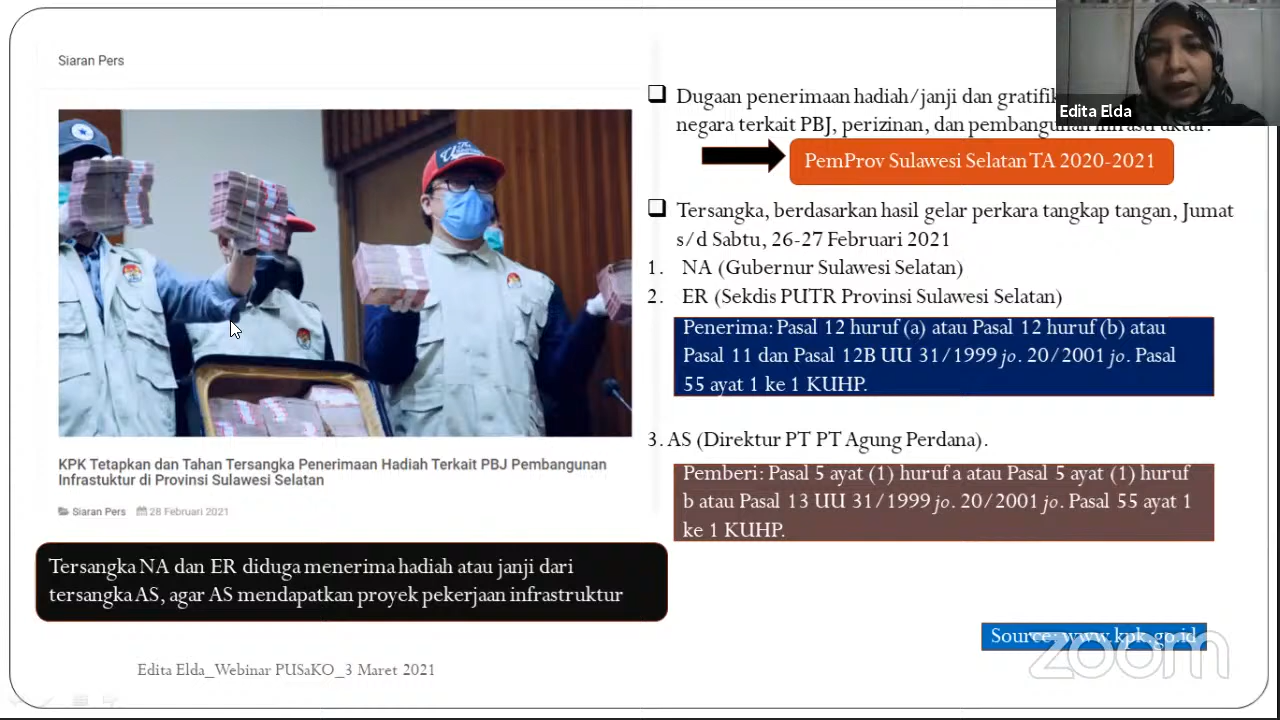 Siaran Pers
KPK Tetapkan dan Tahan Tersangka Penerimaan Hadiah Terkait PBJ Pembangunan
Infrastuktur di Provinsi Sulawesi Selatan
Siaran Pers 28 Februari 2021
Tersangka NA dan ER diduga menerima hadiah atau janji dari
tersangka AS, agar AS mendapatkan proyek pekerjaan infrastruktur
Edita Elda_Webinar PUSaKO_3 Maret 2021
Edita Elda
Dugaan penerimaan hadiah/janji dan
negara terkait PBJ, perizinan, dan pembangunan infrastruktur.
PemProv Sulawesi Selatan TA 2020-2021
Tersangka, berdasarkan hasil gelar perkara tangkap tangan, Jumat
s/d Sabtu, 26-27 Februari 2021
1. NA (Gubernur Sulawesi Selatan)
2. ER (Sekdis PUTR Provinsi Sulawesi Selatan)
Penerima: Pasal 12 huruf (a) atau Pasal 12 huruf (b) atau
Pasal 11 dan Pasal 12B UU 31/1999 jo. 20/2001 jo. Pasal
55 ayat 1 ke 1 KUHP.
3. AS (Direktur PT PT Agung Perdana).
Pemberi: Pasal 5 ayat (1) huruf a atau Pasal 5 ayat (1) huruf
b atau Pasal 13 UU 31/1999 jo. 20/2001 jo. Pasal 55 ayat 1
ke 1 KUHP.
Source: www.kpk.go.id
zoom